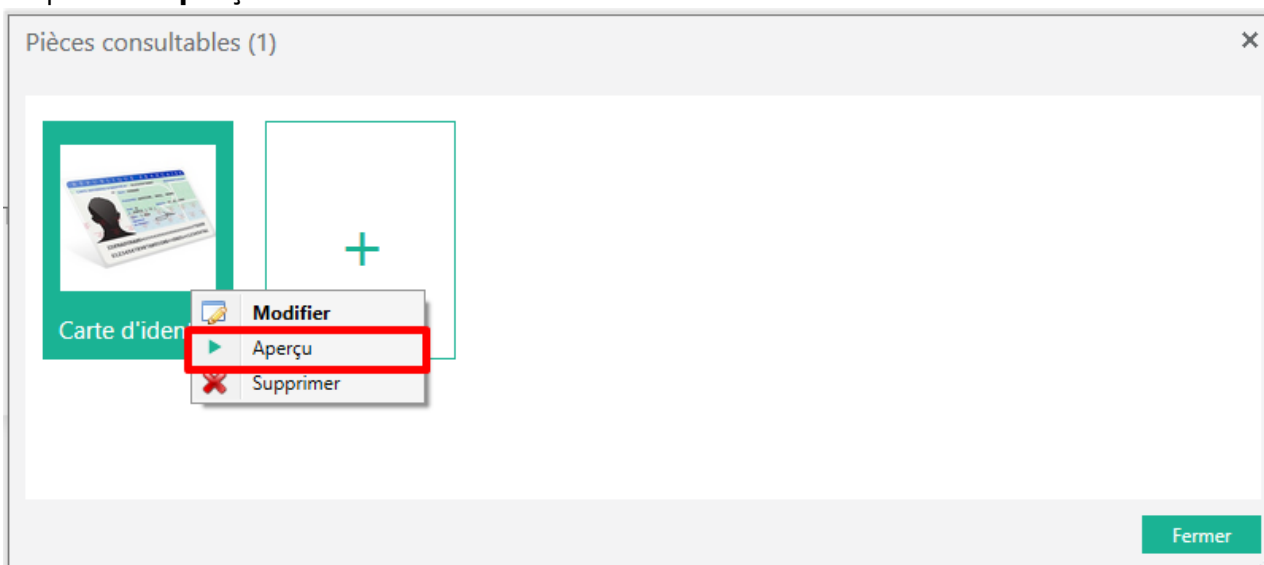 Pièces consultables (1)
Carte d'iden
Modifier
Aperçu
Supprimer
Fermer